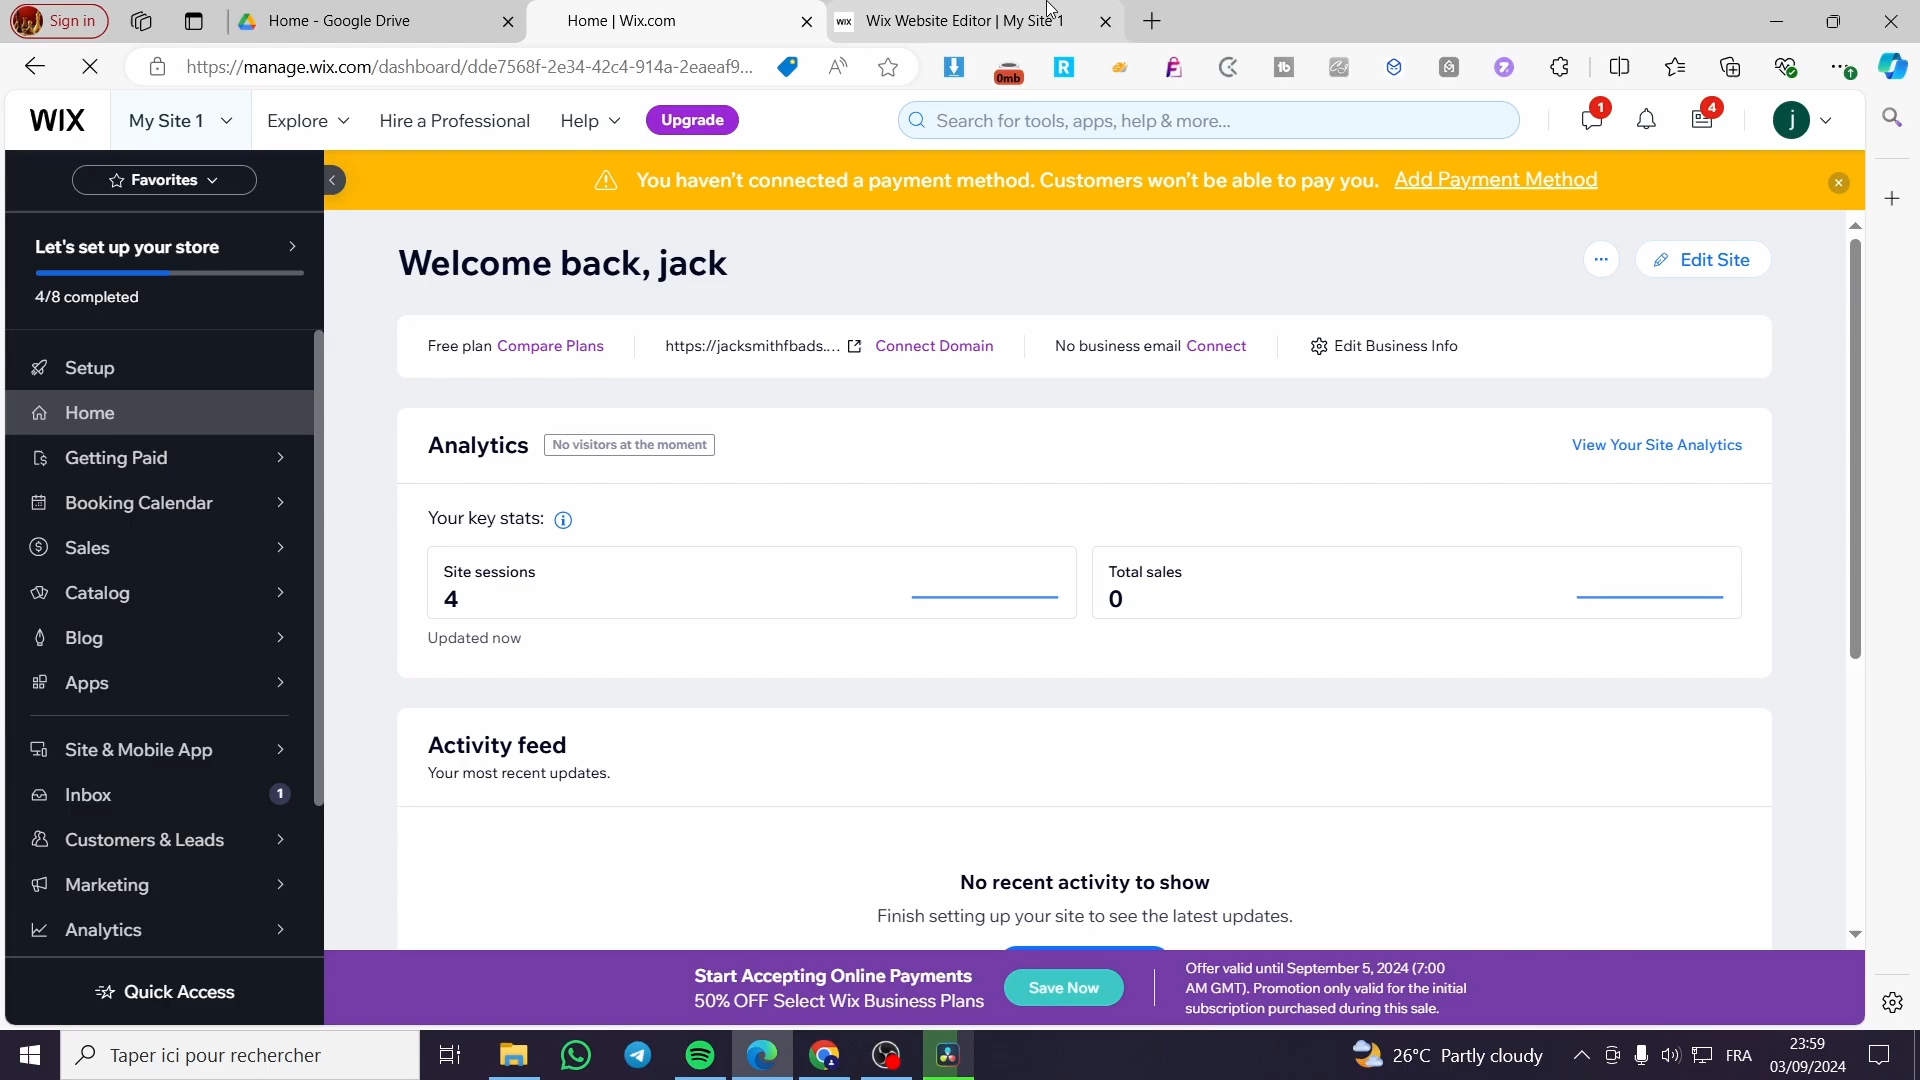 Sign in
Home - Google Drive
Home | Wix.com
WIX
Wix Website Editor | My Site 1
https://manage.wix.com/dashboard/dde7568f-2e34-42c4-914a-2eaeaf9...
0mb
WIX
My Site 1
Explore
Hire a Professional
Help
Upgrade
Search for tools, apps, help & more...
1
4
j
Favorites
You haven't connected a payment method. Customers won't be able to pay you. Add Payment Method
Let's set up your store
4/8 completed
Setup
Home
Getting Paid
Booking Calendar
Sales
Catalog
Blog
Apps
Site & Mobile App
Inbox
1
Customers & Leads
Marketing
Analytics
Quick Access
Welcome back, jack
Edit Site
Free plan Compare Plans
https://jacksmithfbads....
Connect Domain
No business email Connect
Edit Business Info
Analytics
No visitors at the moment
View Your Site Analytics
Your key stats:
Site sessions
4
Total sales
0
Updated now
Activity feed
Your most recent updates.
No recent activity to show
Finish setting up your site to see the latest updates.
Start Accepting Online Payments
50% OFF Select Wix Business Plans
Save Now
Offer valid until September 5, 2024 (7:00
AM GMT). Promotion only valid for the initial
subscription purchased during this sale.
Taper ici pour rechercher
26°C Partly cloudy
FRA
23:59
03/09/2024